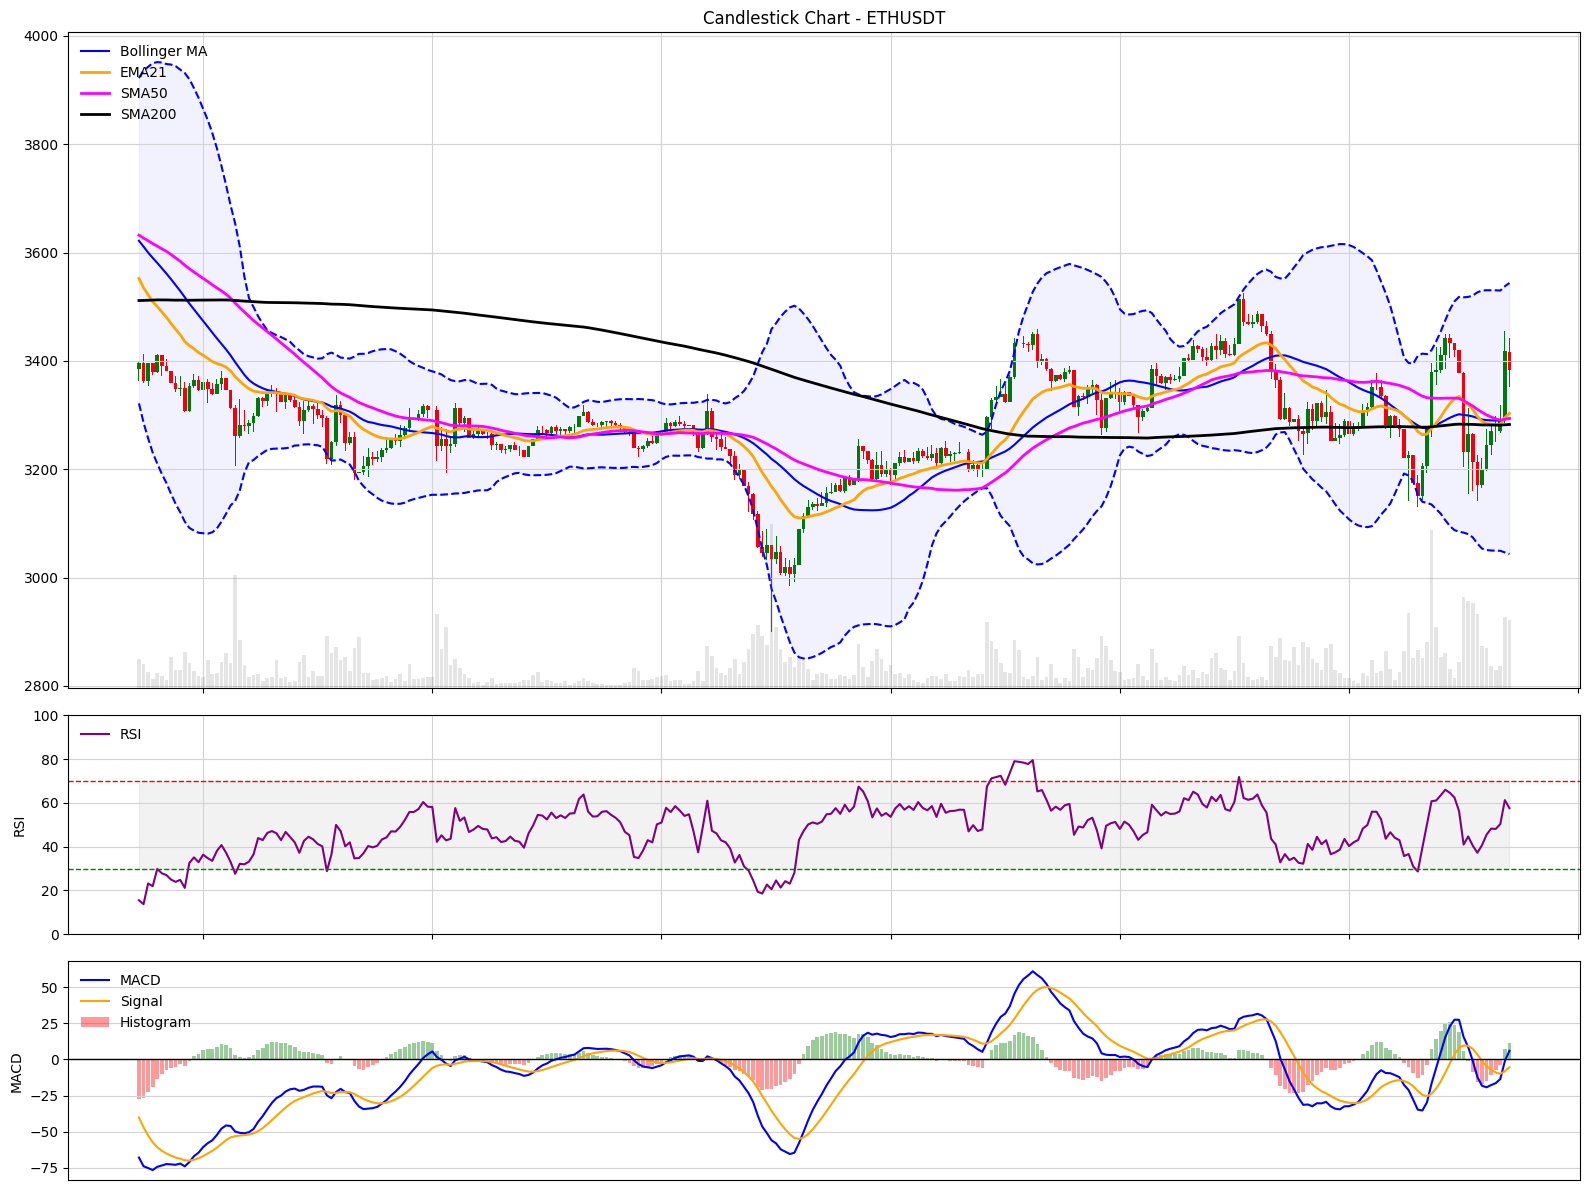 Candlestick Chart - ETHUSDT
4000
3800
3600
3400
3200
3000
2800
Bollinger MA
EMA21
SMA50
SMA200
100
80
60
40
20
0
RSI
RSI
50
25
0
−25
−50
−75
MACD
MACD
Signal
Histogram